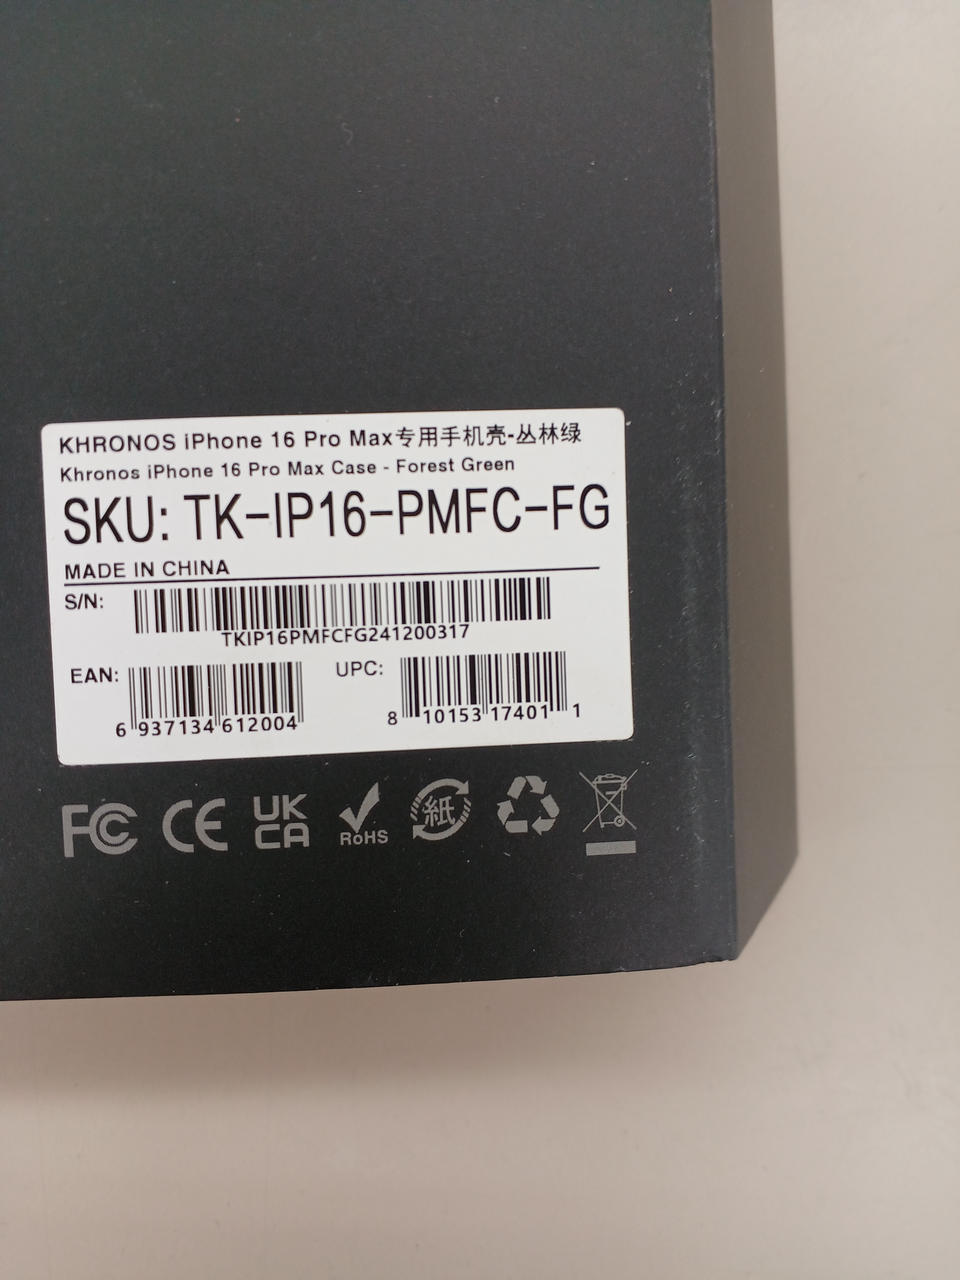 KHRONOS iPhone 16 Pro Max专用手机壳-丛林绿
Khronos iPhone 16 Pro Max Case - Forest Green
SKU: TK-IP16-PMFC-FG
MADE IN CHINA
S/N:
TKIP16PMFCFG241200317
EAN:
6 937134 612004
UPC:
8 10153 17401 1
FC CE UK CA RoHS 紙